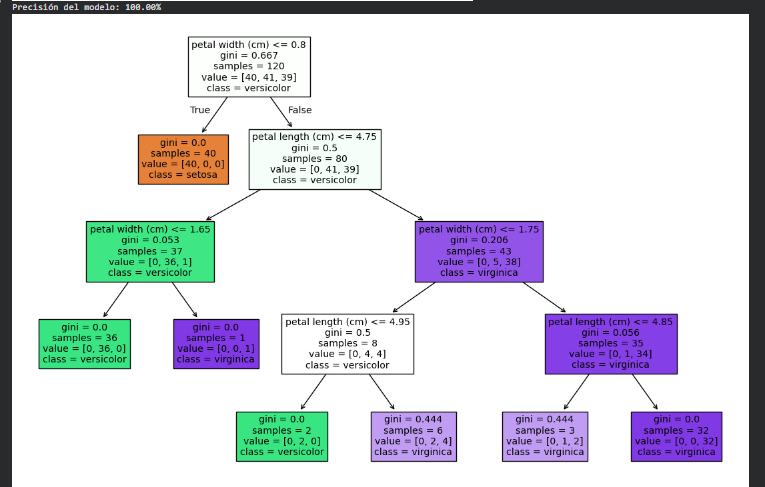 Precisión del modelo: 100.00%
petal width (cm) <= 0.8
gini = 0.667
samples = 120
value = [40, 41, 39]
class = versicolor
True
False
gini = 0.0
samples = 40
value = [40, 0, 0]
class = setosa
petal length (cm) <= 4.75
gini = 0.5
samples = 80
value = [0, 41, 39]
class = versicolor
petal width (cm) <= 1.65
gini = 0.053
samples = 37
value = [0, 36, 1]
class = versicolor
petal width (cm) <= 1.75
gini = 0.206
samples = 43
value = [0, 5, 38]
class = virginica
gini = 0.0
samples = 36
value = [0, 36, 0]
class = versicolor
gini = 0.0
samples = 1
value = [0, 0, 1]
class = virginica
petal length (cm) <= 4.95
gini = 0.5
samples = 8
value = [0, 4, 4]
class = versicolor
petal length (cm) <= 4.85
gini = 0.056
samples = 35
value = [0, 1, 34]
class = virginica
gini = 0.0
samples = 2
value = [0, 2, 0]
class = versicolor
gini = 0.444
samples = 6
value = [0, 2, 4]
class = virginica
gini = 0.444
samples = 3
value = [0, 1, 2]
class = virginica
gini = 0.0
samples = 32
value = [0, 0, 32]
class = virginica